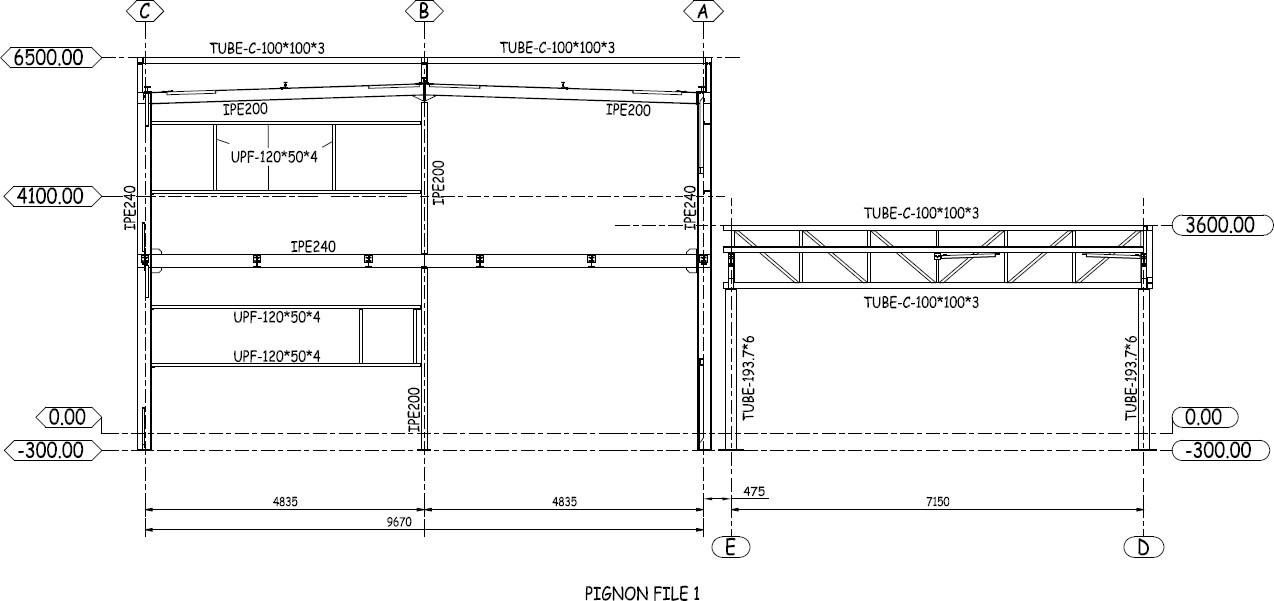 C B A
6500.00 TUBE-C-100*100*3 TUBE-C-100*100*3
IPE200 IPE200
UPF-120*50*4
IPE200
4100.00 IPE240 IPE240
TUBE-C-100*100*3
3600.00
IPE240
TUBE-C-100*100*3
UPF-120*50*4
UPF-120*50*4
TUBE-193.7*6 TUBE-193.7*6
IPE200
0.00 0.00
-300.00 -300.00
475
4835 4835 7150
9670
E D
PIGNON FILE 1